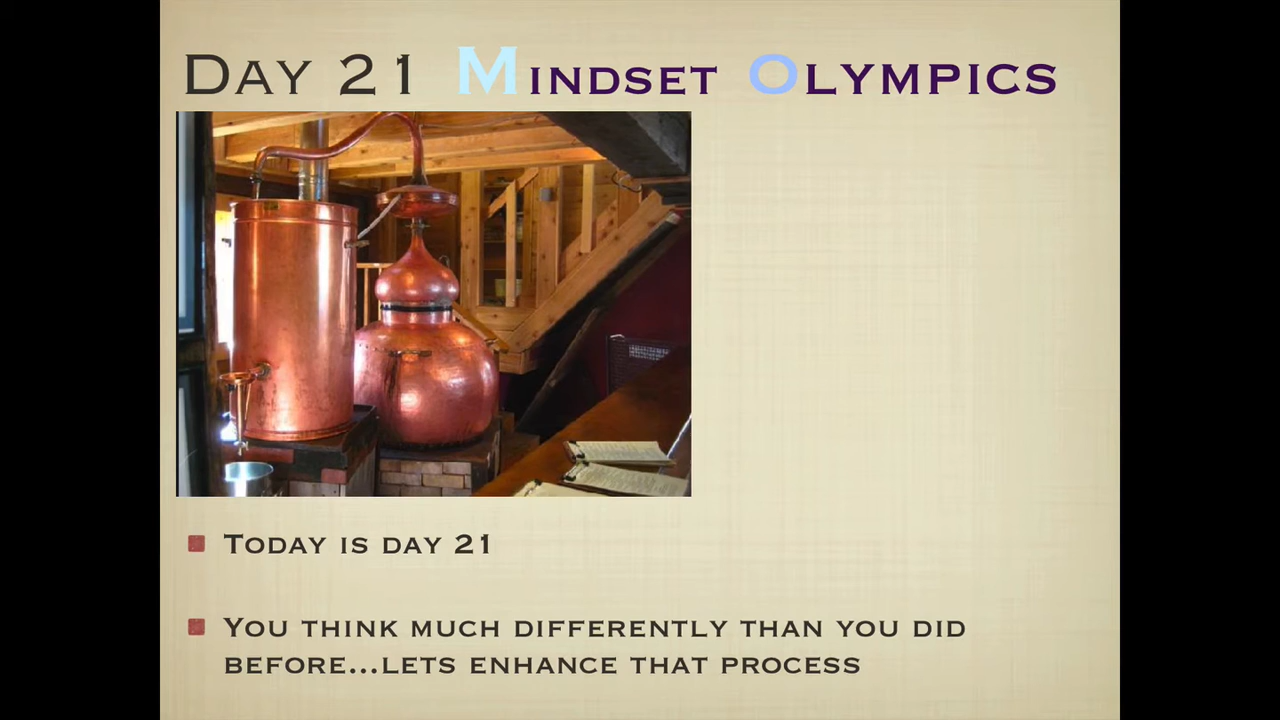 Day 21 Mindset Olympics
Today is day 21
You think much differently than you did
before...lets enhance that process